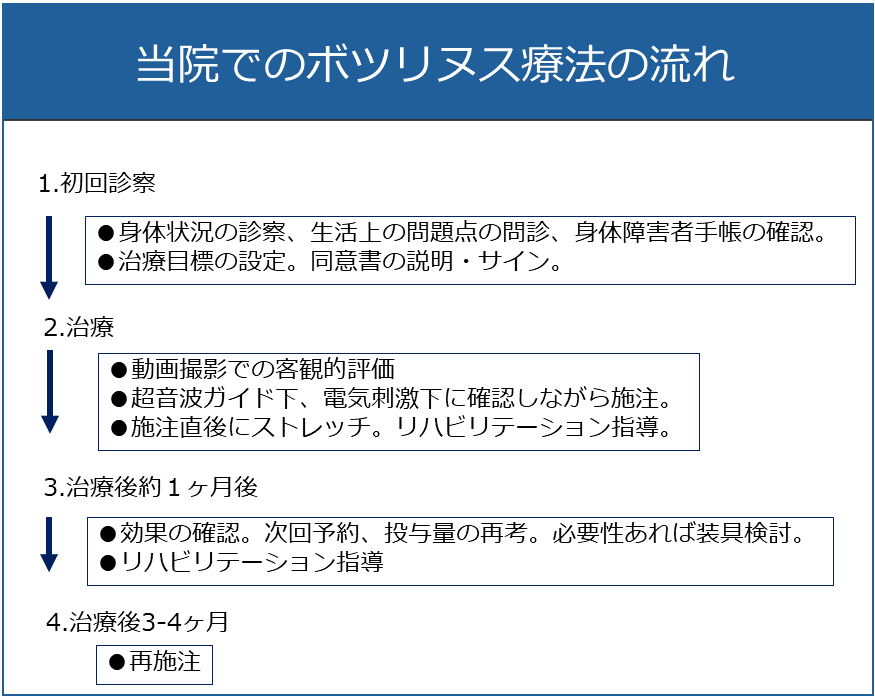 当院でのボツリヌス療法の流れ
1.初回診察
●身体状況の診察、生活上の問題点の問診、身体障害者手帳の確認。
●治療目標の設定。同意書の説明・サイン。
2.治療
●動画撮影での客観的評価
●超音波ガイド下、電気刺激下に確認しながら施注。
●施注直後にストレッチ。リハビリテーション指導。
3.治療後約１ヶ月後
●効果の確認。次回予約、投与量の再考。必要性あれば装具検討。
●リハビリテーション指導
4.治療後3-4ヶ月
●再施注